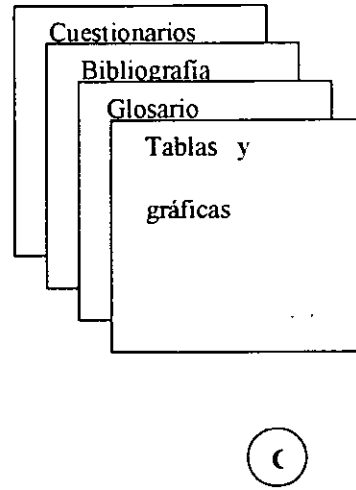 Cuestionarios
Bibliografía
Glosario
Tablas y
gráficas